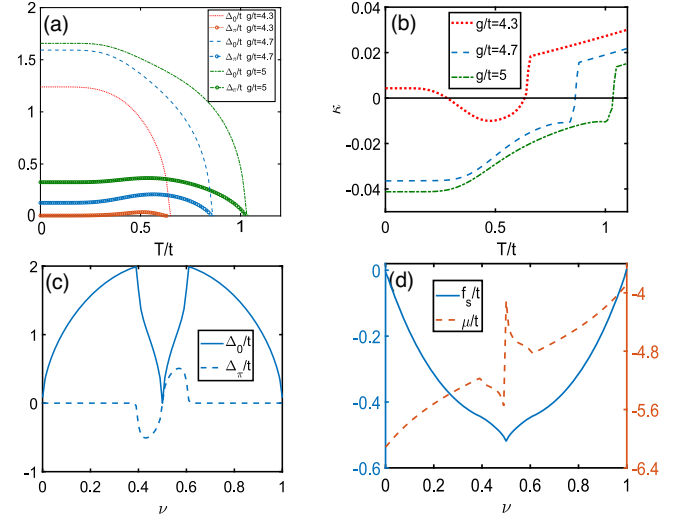 (a)
Δ₀/t g/t=4.3
Δπ/t g/t=4.3
Δ₀/t g/t=4.7
Δπ/t g/t=4.7
Δ₀/t g/t=5
Δπ/t g/t=5
2
1.5
1
0.5
0
0 0.5 1
T/t
(b)
g/t=4.3
g/t=4.7
g/t=5
κ
0.04
0.02
0
-0.02
-0.04
0 0.5 1
T/t
(c)
Δ₀/t
Δπ/t
2
1
0
-1
0 0.2 0.4 0.6 0.8 1
ν
(d)
fₛ/t
μ/t
0
-0.2
-0.4
-0.6
-4
-4.8
-5.6
-6.4
0 0.2 0.4 0.6 0.8 1
ν